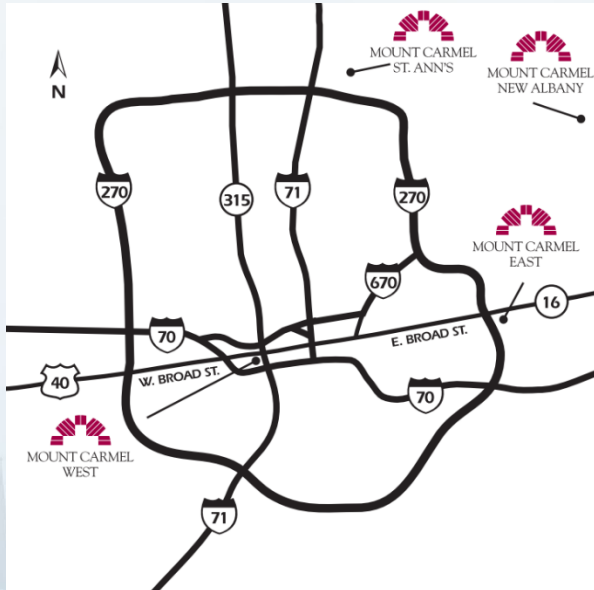 MOUNT CARMEL
ST. ANN'S
MOUNT CARMEL
NEW ALBANY
N
270
315
71
270
MOUNT CARMEL
EAST
670
16
70
E. BROAD ST.
40
W. BROAD ST.
70
MOUNT CARMEL
WEST
71